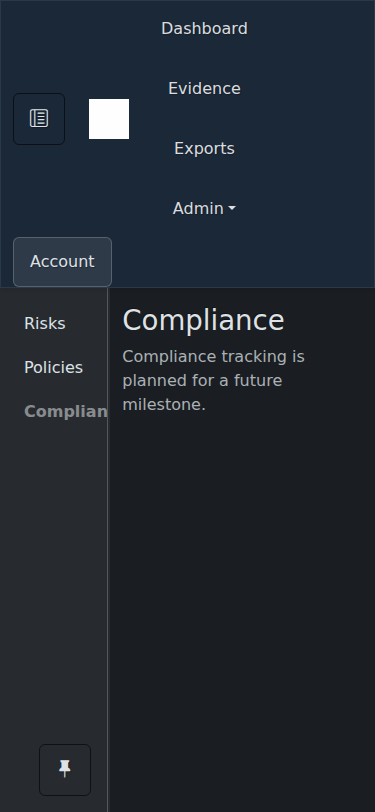 Dashboard
Evidence
Exports
Admin
Account
Risks
Policies
Complian
Compliance
Compliance tracking is
planned for a future
milestone.